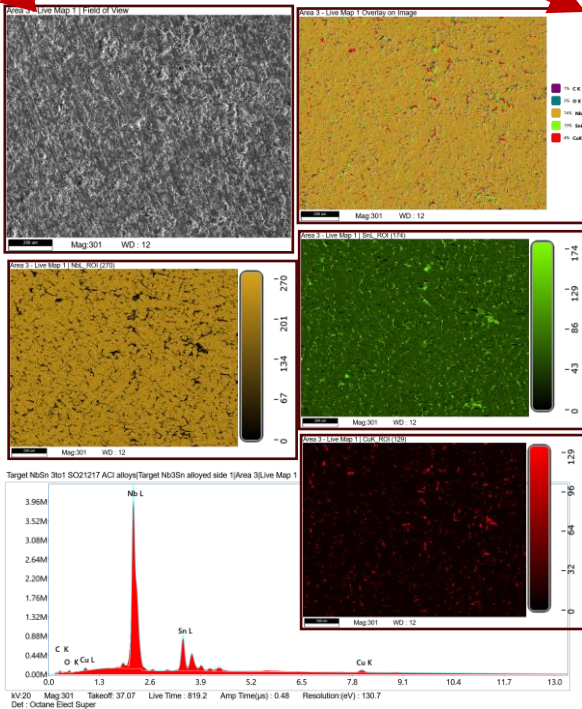 Area 3 - Live Map 1 | Field of View
Mag:301 WD : 12
Area 3 - Live Map 1 Overlay on Image
C K
O K
Nb
Sn
CuK
Mag:301 WD : 12
Area 3 - Live Map 1 | NbL_ROI (270)
270
201
134
67
0
Mag:301 WD : 12
Area 3 - Live Map 1 | SnL_ROI (174)
174
129
86
43
0
Mag:301 WD : 12
Area 3 - Live Map 1 | CuK_ROI (129)
129
96
64
32
0
Mag:301 WD : 12
Target NbSn 3to1 SO21217 ACI alloys|Target Nb3Sn alloyed side 1|Area 3|Live Map 1
3.96M
3.52M
3.08M
2.64M
2.20M
1.76M
1.32M
0.88M
0.44M
0.00M
Nb L
Sn L
C K
O K
Cu L
Cu K
0.0 1.3 2.6 3.9 5.2 6.5 7.8 9.1 10.4 11.7 13.0
kV:20 Mag:301 Takeoff: 37.07 Live Time : 819.2 Amp Time(µs) : 0.48 Resolution:(eV) : 130.7
Det : Octane Elect Super